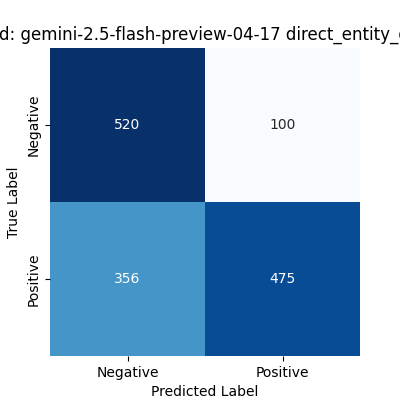 d: gemini-2.5-flash-preview-04-17 direct_entity_
True Label
Negative
520
100
Positive
356
475
Negative
Positive
Predicted Label